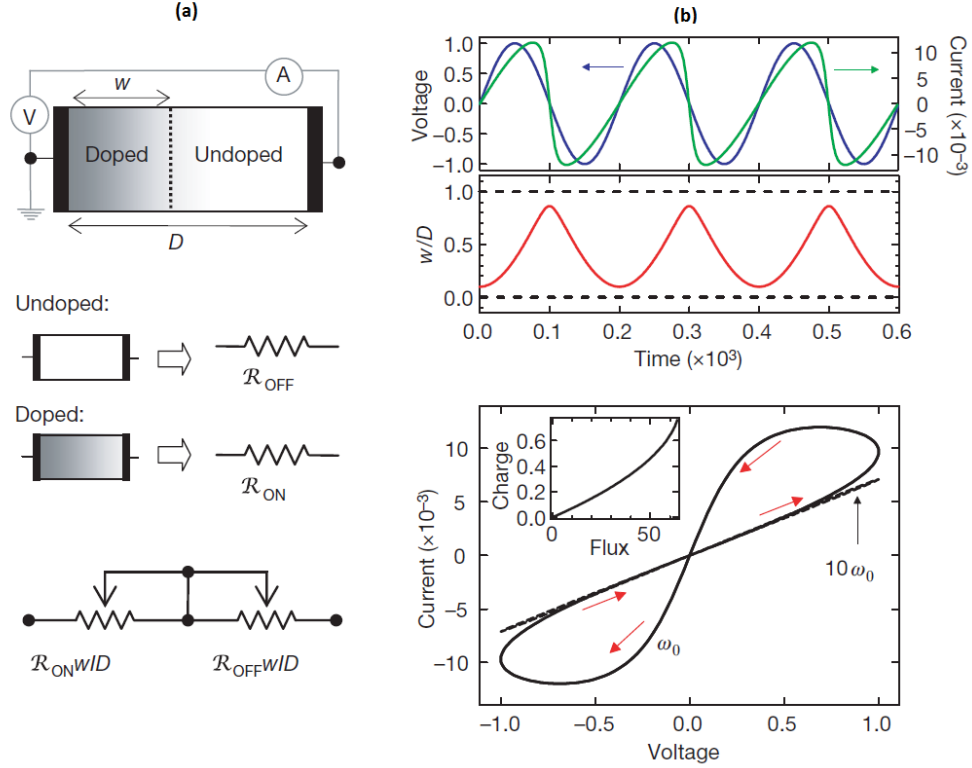 (a)
A
V
w
Doped
Undoped
D
Undoped:
ℛOFF
Doped:
ℛON
ℛONw/D
ℛOFFw/D
(b)
Voltage
1.0
0.5
0.0
−0.5
−1.0
Current (×10⁻³)
10
5
0
−5
−10
w/D
1.0
0.5
0.0
0.0 0.1 0.2 0.3 0.4 0.5 0.6
Time (×10³)
Current (×10⁻³)
10
5
0
−5
−10
Charge
0.6
0.4
0.2
0.0
0 50
Flux
10ω₀
ω₀
−1.0 −0.5 0.0 0.5 1.0
Voltage